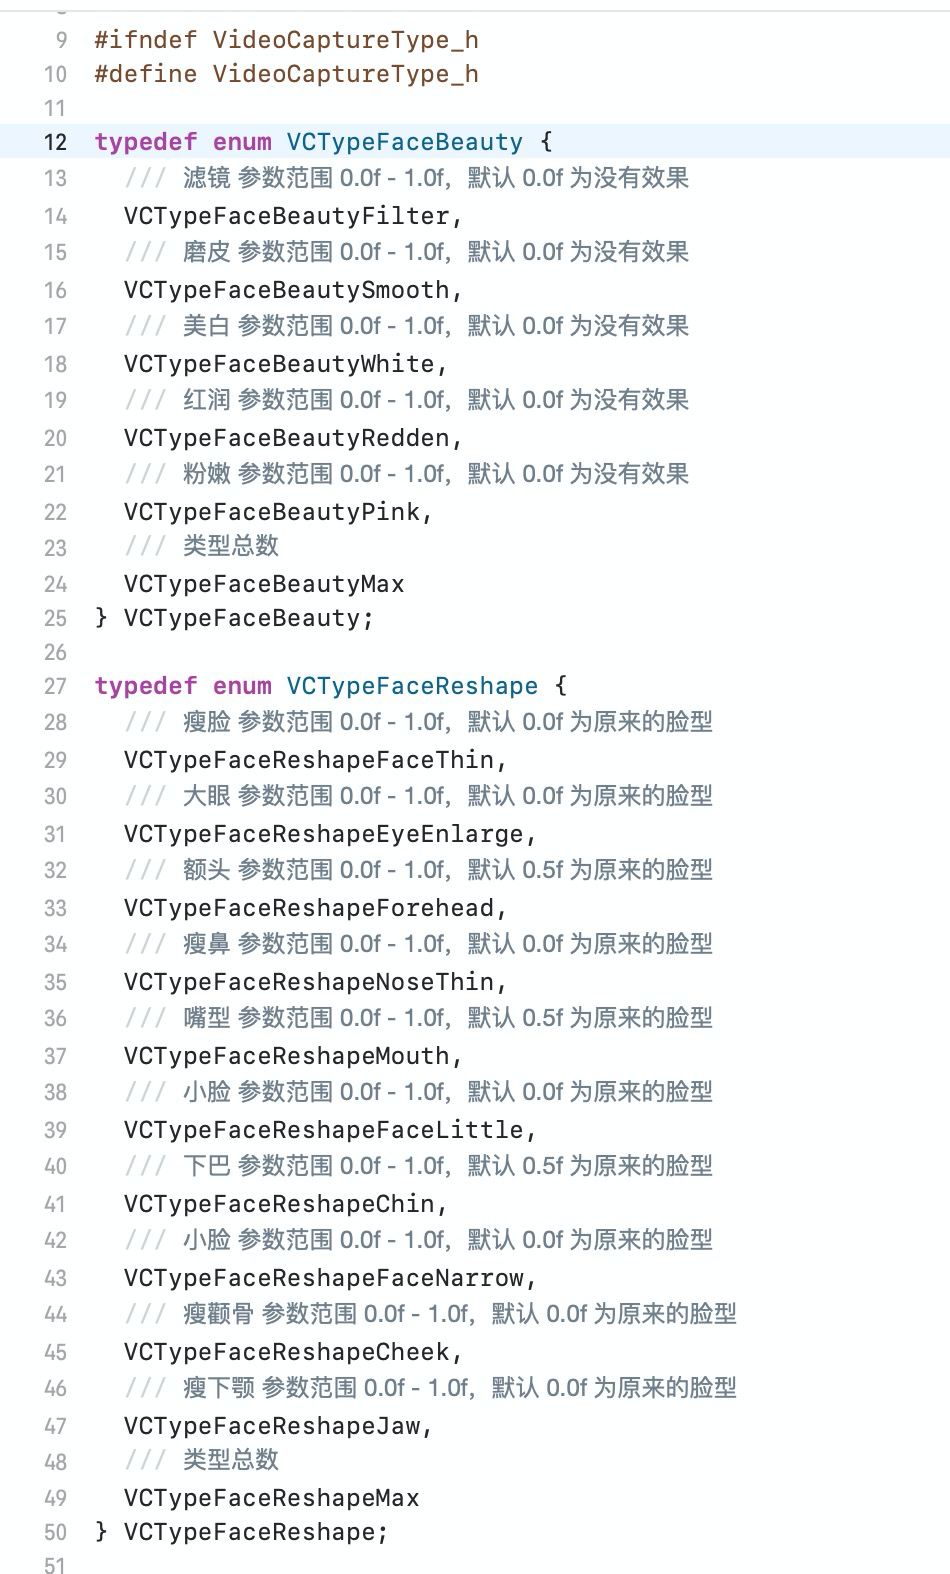 9 #ifndef VideoCaptureType_h
10 #define VideoCaptureType_h
11
12 typedef enum VCTypeFaceBeauty {
13 /// 滤镜 参数范围 0.0f - 1.0f，默认 0.0f 为没有效果
14 VCTypeFaceBeautyFilter,
15 /// 磨皮 参数范围 0.0f - 1.0f，默认 0.0f 为没有效果
16 VCTypeFaceBeautySmooth,
17 /// 美白 参数范围 0.0f - 1.0f，默认 0.0f 为没有效果
18 VCTypeFaceBeautyWhite,
19 /// 红润 参数范围 0.0f - 1.0f，默认 0.0f 为没有效果
20 VCTypeFaceBeautyRedden,
21 /// 粉嫩 参数范围 0.0f - 1.0f，默认 0.0f 为没有效果
22 VCTypeFaceBeautyPink,
23 /// 类型总数
24 VCTypeFaceBeautyMax
25 } VCTypeFaceBeauty;
26
27 typedef enum VCTypeFaceReshape {
28 /// 瘦脸 参数范围 0.0f - 1.0f，默认 0.0f 为原来的脸型
29 VCTypeFaceReshapeFaceThin,
30 /// 大眼 参数范围 0.0f - 1.0f，默认 0.0f 为原来的脸型
31 VCTypeFaceReshapeEyeEnlarge,
32 /// 额头 参数范围 0.0f - 1.0f，默认 0.5f 为原来的脸型
33 VCTypeFaceReshapeForehead,
34 /// 瘦鼻 参数范围 0.0f - 1.0f，默认 0.0f 为原来的脸型
35 VCTypeFaceReshapeNoseThin,
36 /// 嘴型 参数范围 0.0f - 1.0f，默认 0.5f 为原来的脸型
37 VCTypeFaceReshapeMouth,
38 /// 小脸 参数范围 0.0f - 1.0f，默认 0.0f 为原来的脸型
39 VCTypeFaceReshapeFaceLittle,
40 /// 下巴 参数范围 0.0f - 1.0f，默认 0.5f 为原来的脸型
41 VCTypeFaceReshapeChin,
42 /// 小脸 参数范围 0.0f - 1.0f，默认 0.0f 为原来的脸型
43 VCTypeFaceReshapeFaceNarrow,
44 /// 瘦颧骨 参数范围 0.0f - 1.0f，默认 0.0f 为原来的脸型
45 VCTypeFaceReshapeCheek,
46 /// 瘦下颚 参数范围 0.0f - 1.0f，默认 0.0f 为原来的脸型
47 VCTypeFaceReshapeJaw,
48 /// 类型总数
49 VCTypeFaceReshapeMax
50 } VCTypeFaceReshape;
51